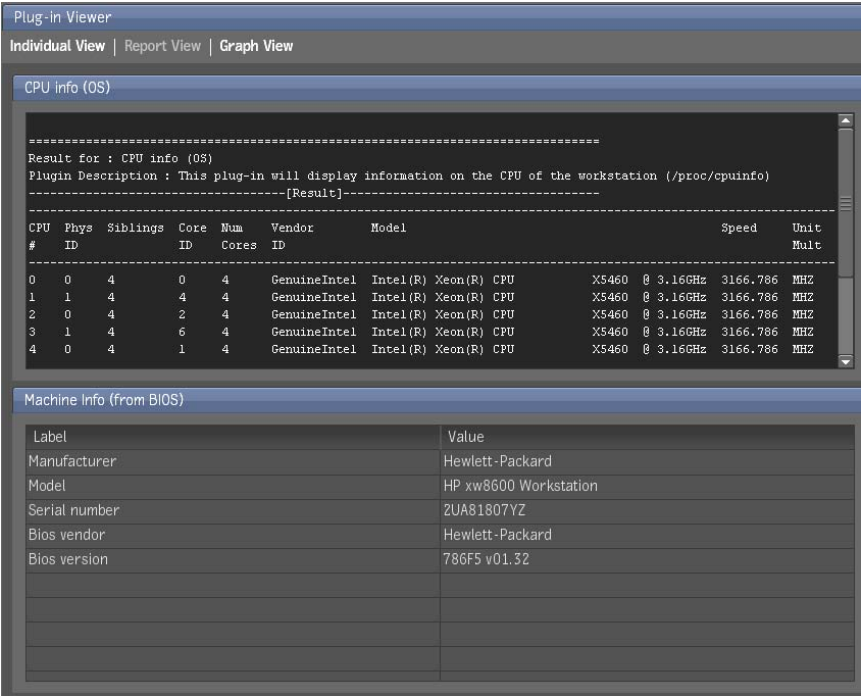 Plug-in Viewer
Individual View | Report View | Graph View
CPU info (OS)
================================================================================
Result for : CPU info (OS)
Plugin Description : This plug-in will display information on the CPU of the workstation (/proc/cpuinfo)
------------------------------------[Result]------------------------------------
-----------------------------------------------------------------------------------------------------------------
CPU Phys Siblings Core Num Vendor Model Speed Unit
# ID ID Cores ID Mult
-----------------------------------------------------------------------------------------------------------------
0 0 4 0 4 GenuineIntel Intel(R) Xeon(R) CPU X5460 @ 3.16GHz 3166.786 MHZ
1 1 4 4 4 GenuineIntel Intel(R) Xeon(R) CPU X5460 @ 3.16GHz 3166.786 MHZ
2 0 4 2 4 GenuineIntel Intel(R) Xeon(R) CPU X5460 @ 3.16GHz 3166.786 MHZ
3 1 4 6 4 GenuineIntel Intel(R) Xeon(R) CPU X5460 @ 3.16GHz 3166.786 MHZ
4 0 4 1 4 GenuineIntel Intel(R) Xeon(R) CPU X5460 @ 3.16GHz 3166.786 MHZ
Machine Info (from BIOS)
Label Value
Manufacturer Hewlett-Packard
Model HP xw8600 Workstation
Serial number 2UA81807YZ
Bios vendor Hewlett-Packard
Bios version 786F5 v01.32